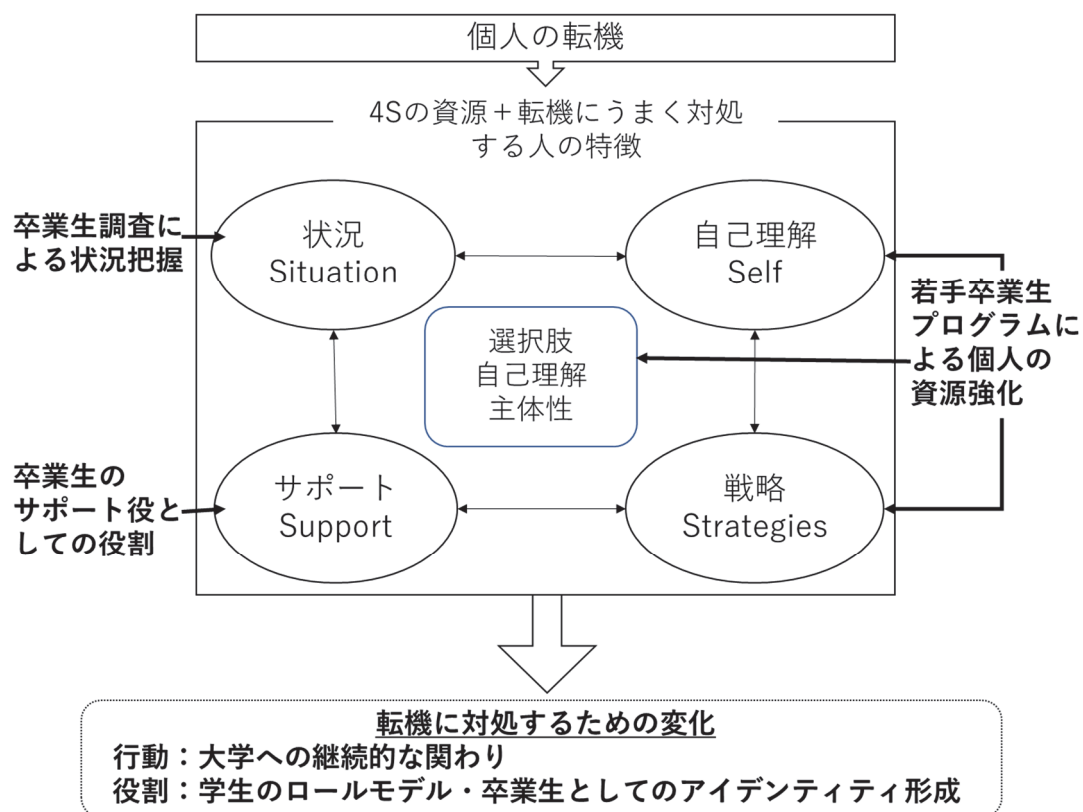 個人の転機
4Sの資源＋転機にうまく対処
する人の特徴
卒業生調査に
よる状況把握
状況
Situation
自己理解
Self
若手卒業生
プログラムに
よる個人の
資源強化
選択肢
自己理解
主体性
卒業生の
サポート役と
しての役割
サポート
Support
戦略
Strategies
転機に対処するための変化
行動：大学への継続的な関わり
役割：学生のロールモデル・卒業生としてのアイデンティティ形成